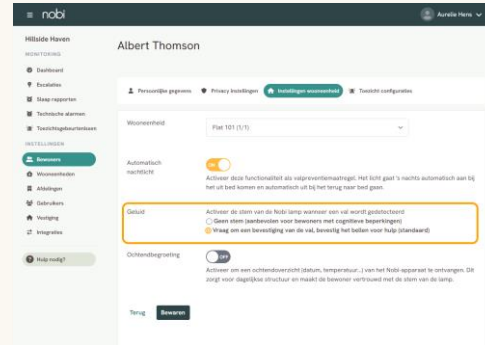 nobi
Aurelie Hens
Hillside Haven
MONITORING
Dashboard
Escalaties
Slaap rapporten
Technische alarmen
Toezichtsgebeurtenissen
INSTELLINGEN
Bewoners
Wooneenheden
Afdelingen
Gebruikers
Vestiging
Integraties
Hulp nodig?
Albert Thomson
Persoonlijke gegevens
Privacy instellingen
Instellingen wooneenheid
Toezicht configuraties
Wooneenheid
Flat 101 (1/1)
Automatisch
nachtlicht
ON
Activeer deze functionaliteit als valpreventiemaatregel. Het licht gaat 's nachts automatisch aan bij
het uit bed komen en automatisch uit bij het terug naar bed gaan.
Geluid
Activeer de stem van de Nobi lamp wanneer een val wordt gedetecteerd
Geen stem (aanbevolen voor bewoners met cognitieve beperkingen)
Vraag om een bevestiging van de val, bevestig het bellen voor hulp (standaard)
Ochtendbegroeting
OFF
Activeer om een ochtendoverzicht (datum, temperatuur...) van het Nobi-apparaat te ontvangen. Dit
zorgt voor dagelijkse structuur en maakt de bewoner vertrouwd met de stem van de lamp.
Terug
Bewaren